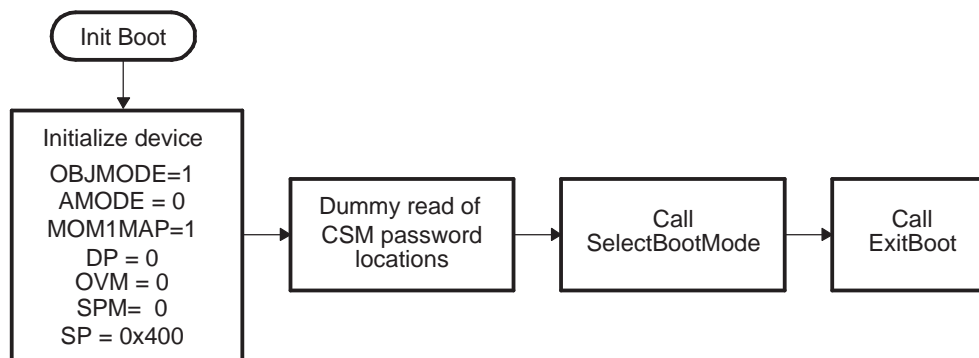 Init Boot
Initialize device
OBJMODE=1
AMODE = 0
MOM1MAP=1
DP = 0
OVM = 0
SPM= 0
SP = 0x400
Dummy read of
CSM password
locations
Call
SelectBootMode
Call
ExitBoot